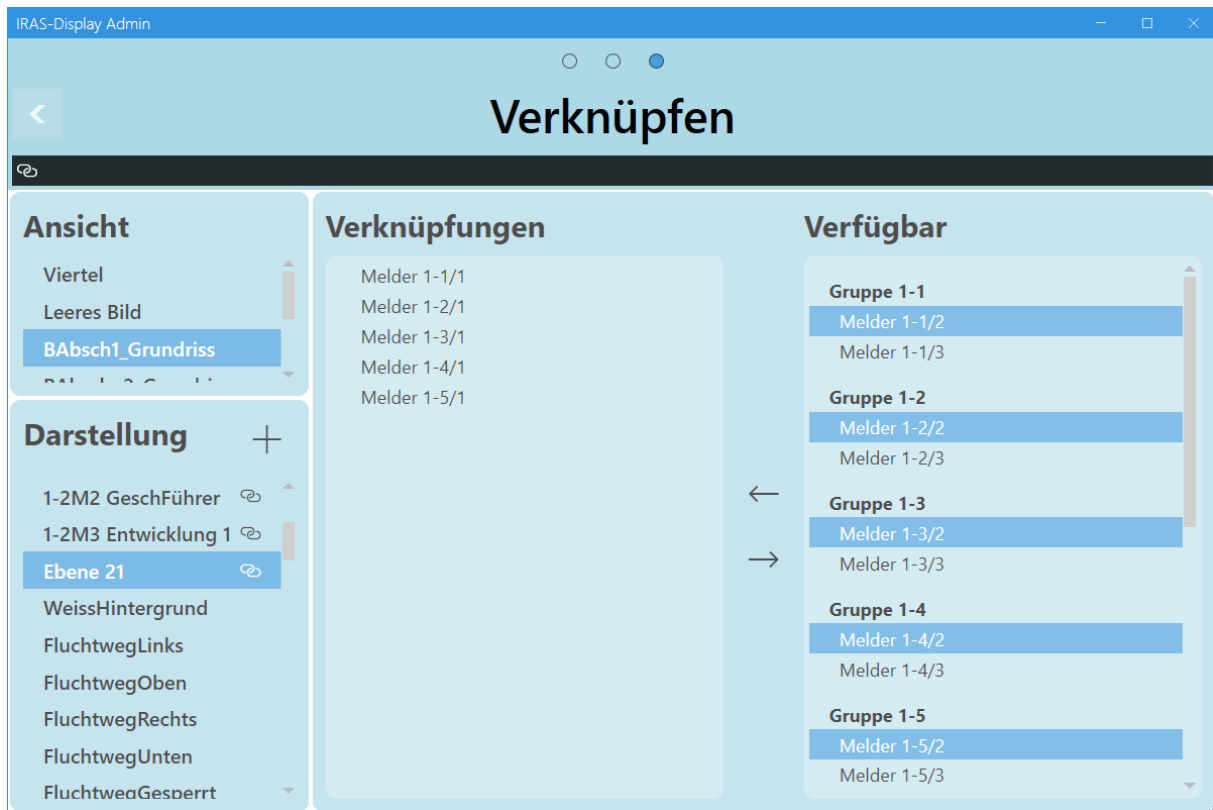 IRAS-Display Admin
Verknüpfen
Ansicht
Viertel
Leeres Bild
BAbsch1_Grundriss
Darstellung
1-2M2 GeschFührer
1-2M3 Entwicklung 1
Ebene 21
WeissHintergrund
FluchtwegLinks
FluchtwegOben
FluchtwegRechts
FluchtwegUnten
FluchtwegGesperrt
Verknüpfungen
Melder 1-1/1
Melder 1-2/1
Melder 1-3/1
Melder 1-4/1
Melder 1-5/1
Verfügbar
Gruppe 1-1
Melder 1-1/2
Melder 1-1/3
Gruppe 1-2
Melder 1-2/2
Melder 1-2/3
Gruppe 1-3
Melder 1-3/2
Melder 1-3/3
Gruppe 1-4
Melder 1-4/2
Melder 1-4/3
Gruppe 1-5
Melder 1-5/2
Melder 1-5/3